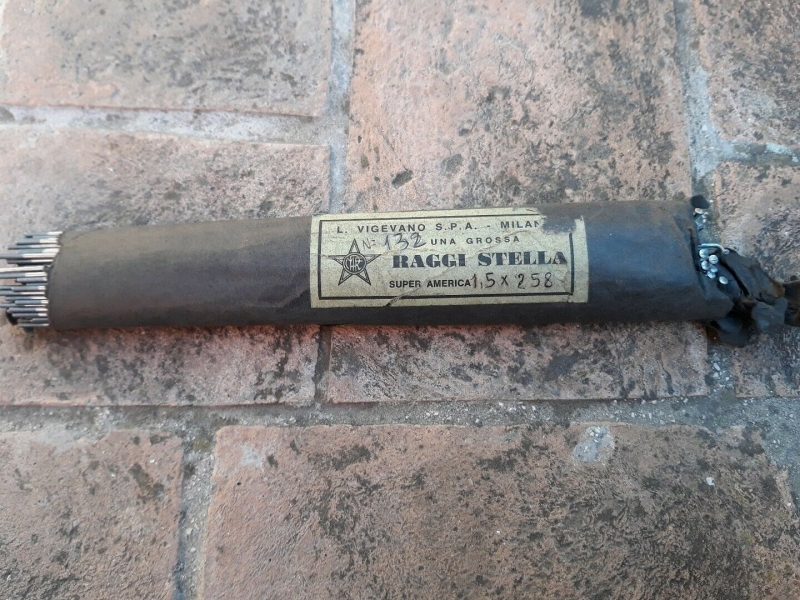 L. VIGEVANO S.P.A. - MILAN
N° 132 UNA GROSSA
RAGGI STELLA
SUPER AMERICA 1,5 x 258